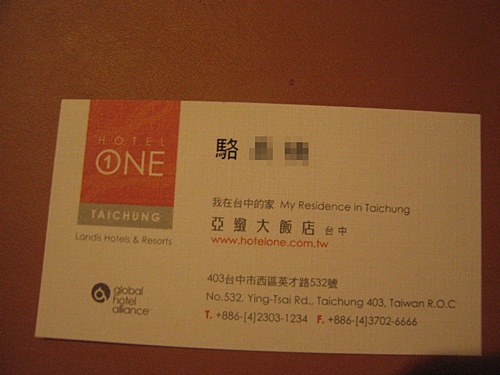 HOTEL
ONE
TAICHUNG
Landis Hotels & Resorts
global
hotel
alliance
駱
我在台中的家 My Residence in Taichung
亞緻大飯店 台中
www.hotelone.com.tw
403台中市西區英才路532號
No.532, Ying-Tsai Rd., Taichung 403, Taiwan R.O.C
T. +886-(4)2303-1234 F. +886-(4)3702-6666